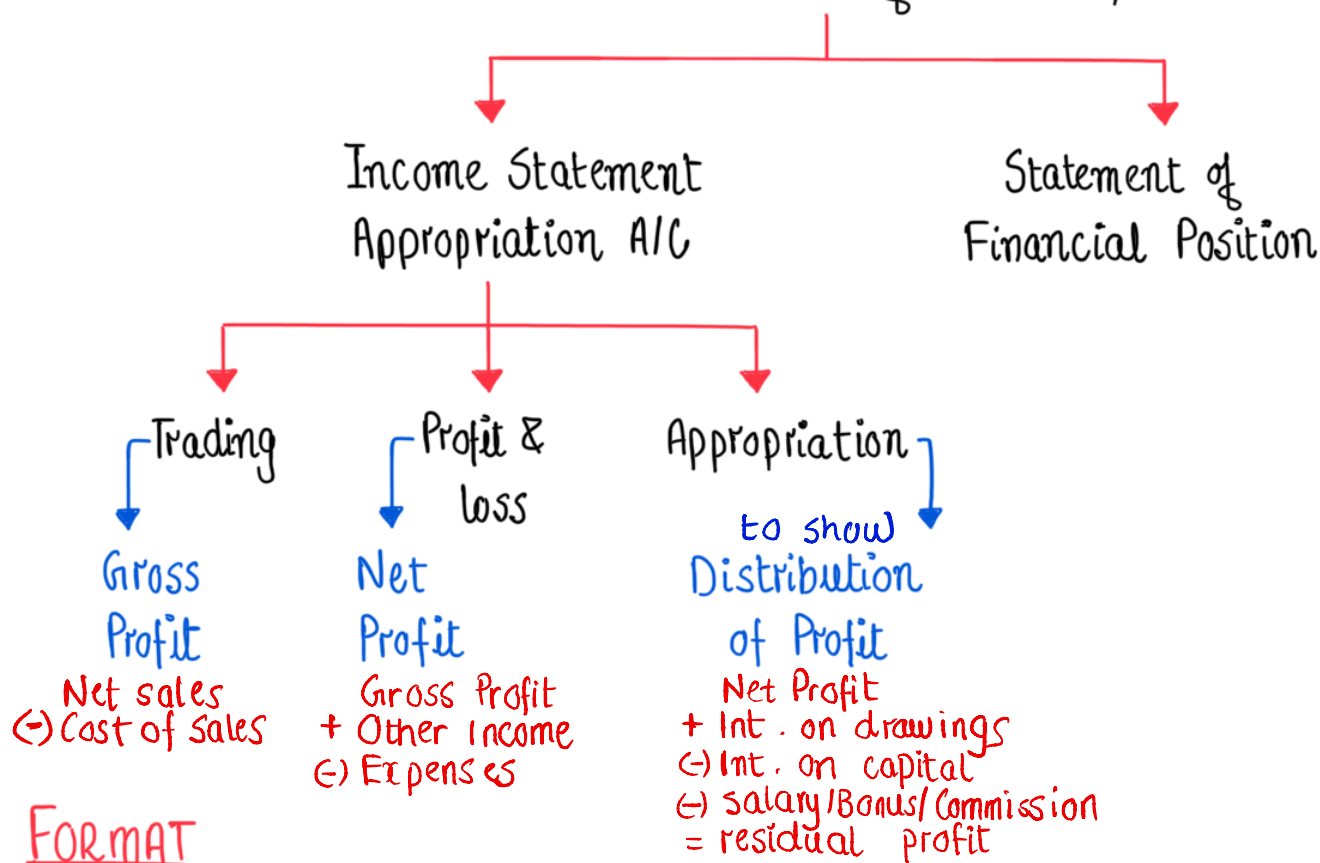 Income Statement
Appropriation A/C
Statement of
Financial Position
Trading
Profit &
loss
Appropriation
to show
Gross
Profit
Net
Profit
Distribution
of Profit
Net sales
(-) Cost of sales
Gross Profit
+ Other Income
(-) Expenses
Net Profit
+ Int. on drawings
(-) Int. on capital
(-) Salary/Bonus/Commission
= residual profit
FORMAT